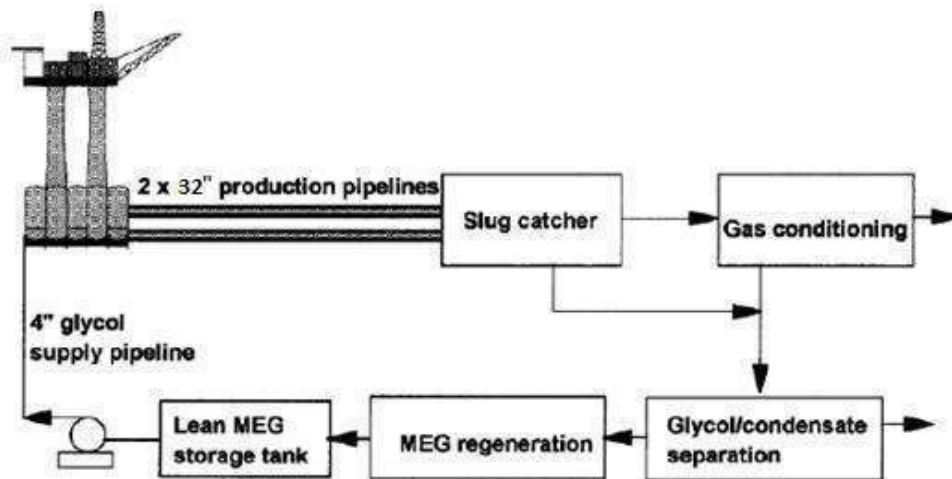 2 x 32" production pipelines
Slug catcher
Gas conditioning
4" glycol
supply pipeline
Lean MEG
storage tank
MEG regeneration
Glycol/condensate
separation